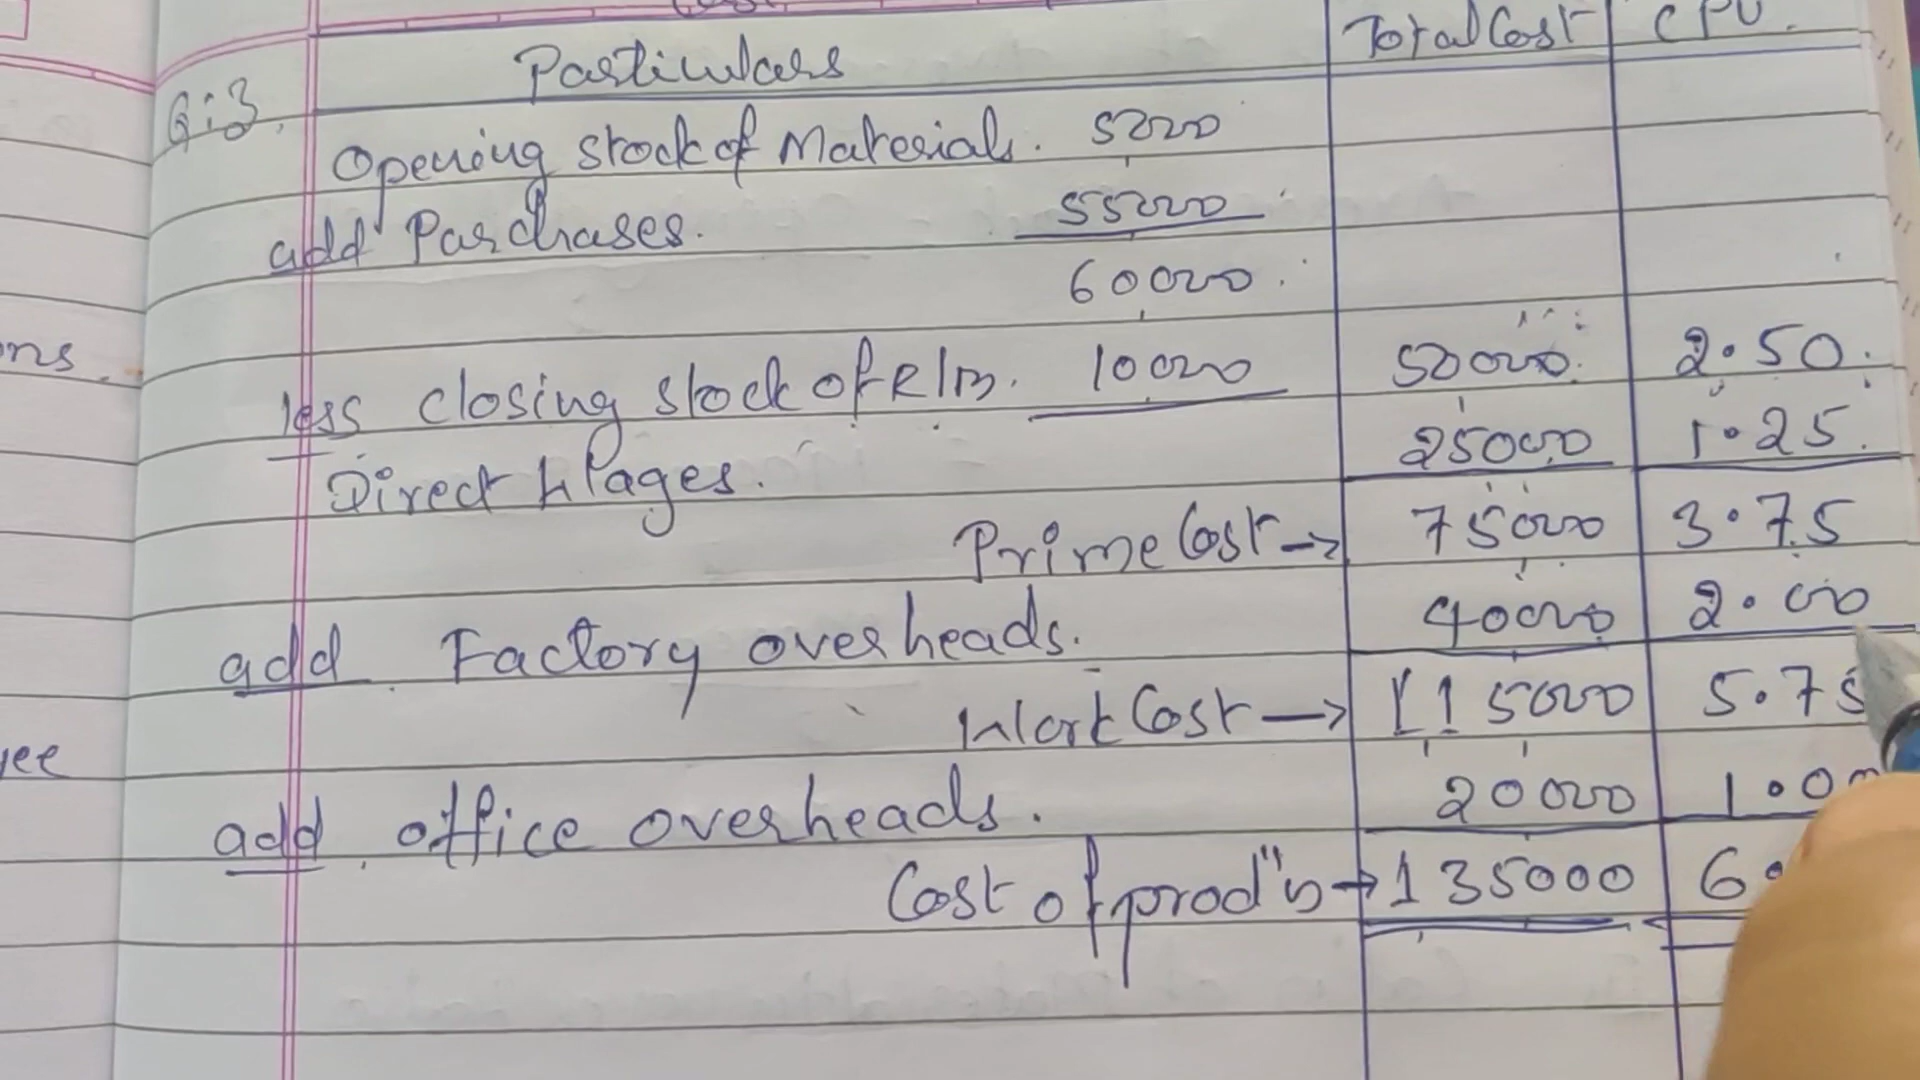 Particulars Total Cost CPU.
Q:3.
Opening stock of Materials. 5000
add Purchases. 55000
60000
ns
less closing stock of R/m. 10000 50000. 2.50.
Direct Wages. 25000 1.25.
Prime Cost → 75000 3.75
add Factory overheads. 40000 2.00
Work Cost → 115000 5.75
ee
add office overheads. 20000 1.00
Cost of prod"n → 135000 6.